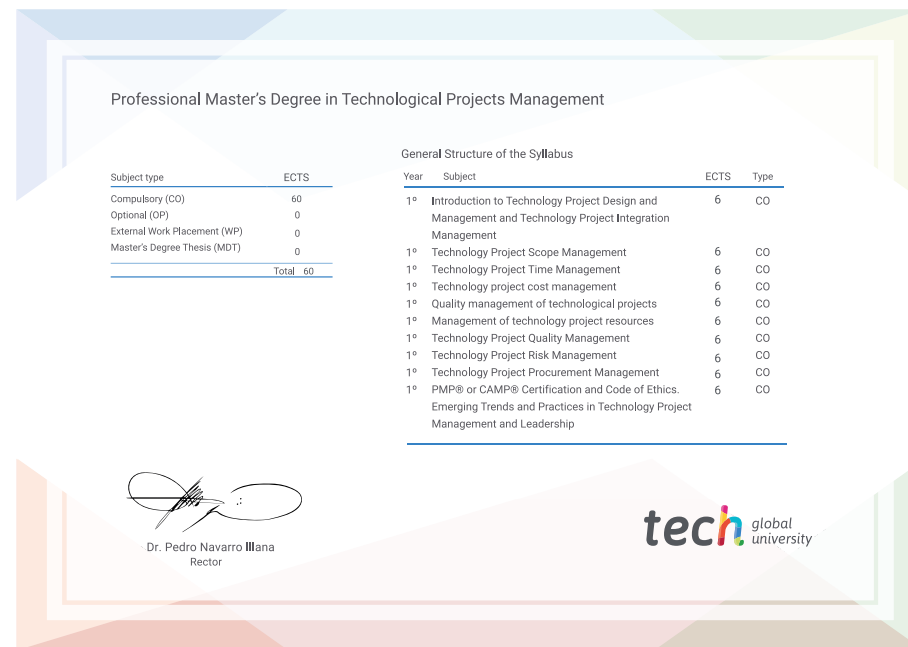 Professional Master's Degree in Technological Projects Management
Subject type ECTS
Compulsory (CO) 60
Optional (OP) 0
External Work Placement (WP) 0
Master's Degree Thesis (MDT) 0
Total 60
General Structure of the Syllabus
Year Subject ECTS Type
1º Introduction to Technology Project Design and 6 CO
Management and Technology Project Integration
Management
1º Technology Project Scope Management 6 CO
1º Technology Project Time Management 6 CO
1º Technology project cost management 6 CO
1º Quality management of technological projects 6 CO
1º Management of technology project resources 6 CO
1º Technology Project Quality Management 6 CO
1º Technology Project Risk Management 6 CO
1º Technology Project Procurement Management 6 CO
1º PMP® or CAMP® Certification and Code of Ethics. 6 CO
Emerging Trends and Practices in Technology Project
Management and Leadership
Dr. Pedro Navarro Illana
Rector
tech global
university